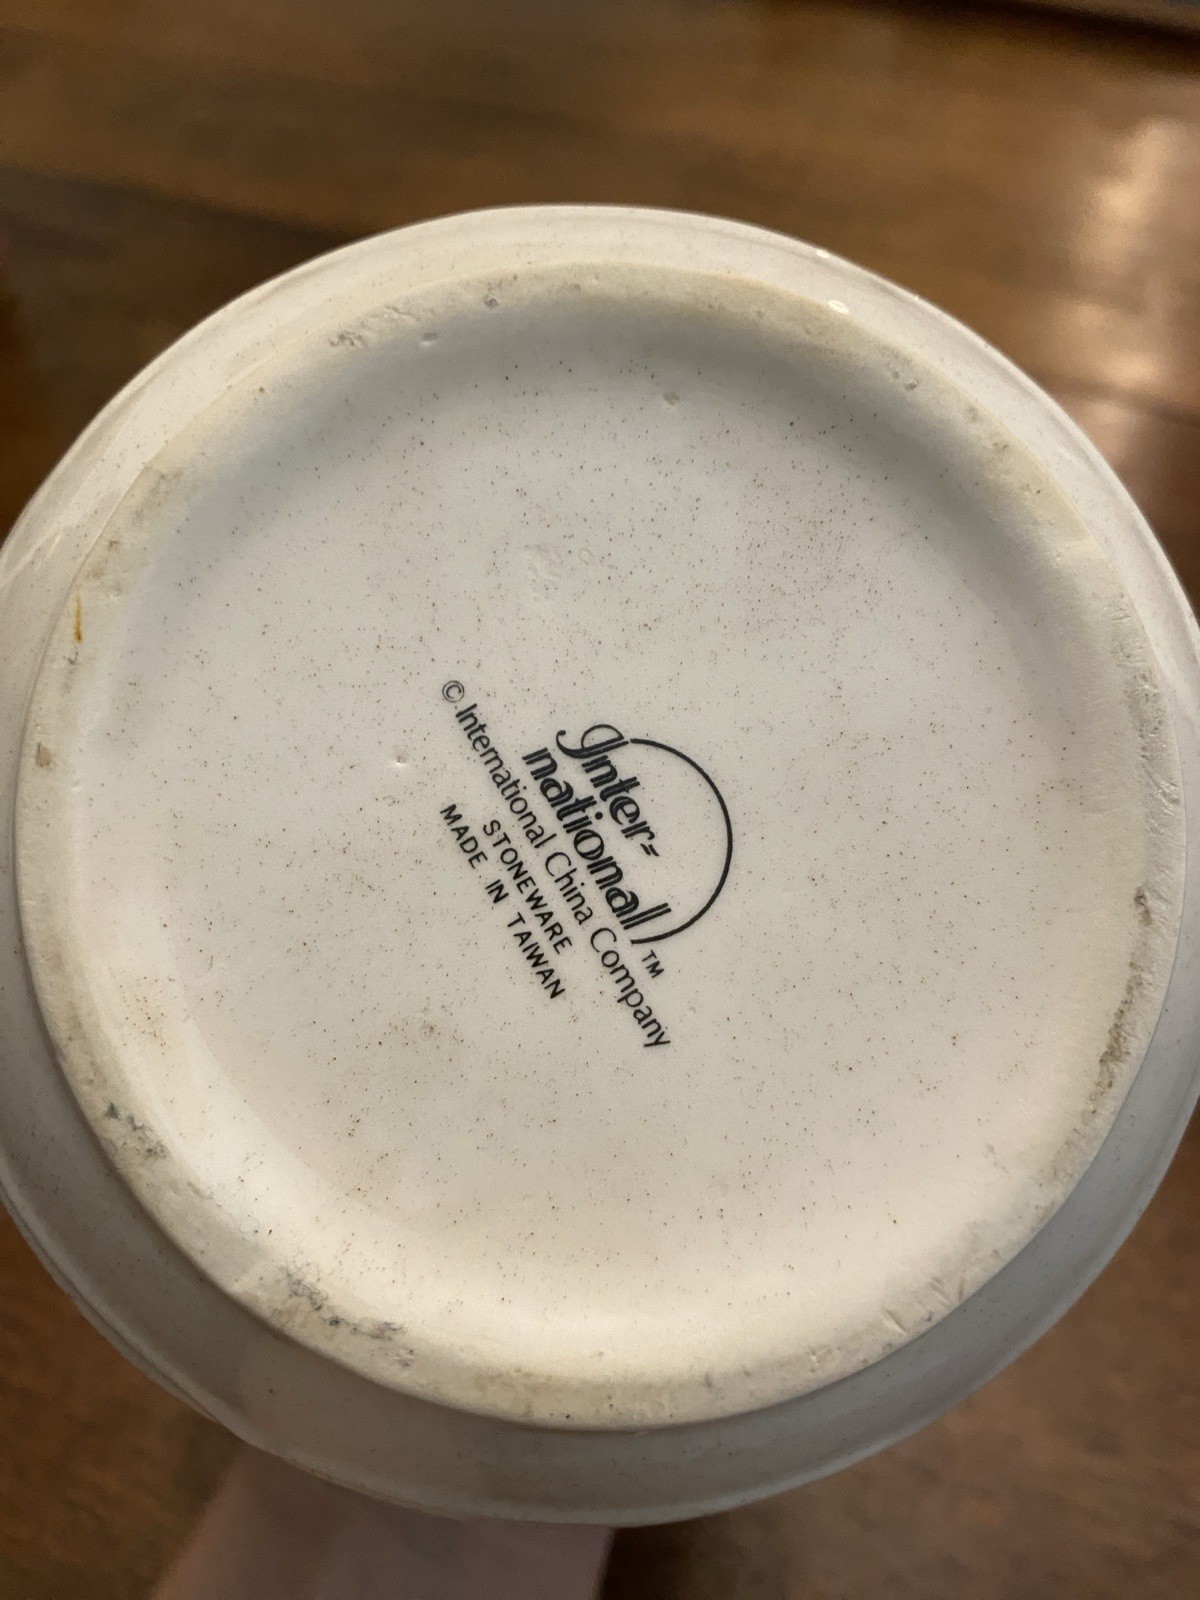 Inter-
national
TM
© International China Company
STONEWARE
MADE IN TAIWAN